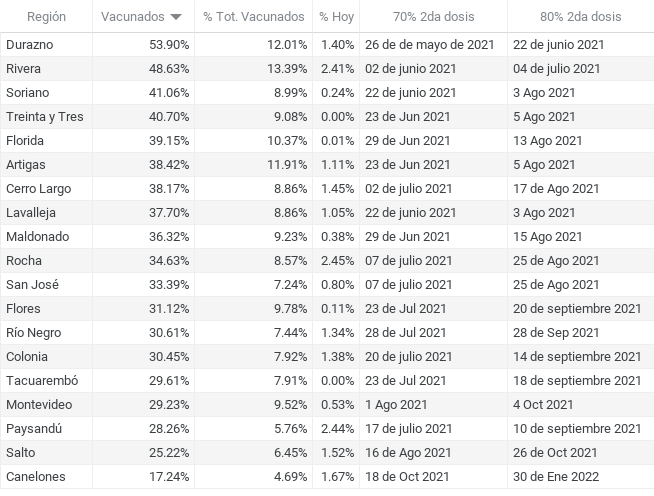 Región Vacunados % Tot. Vacunados % Hoy 70% 2da dosis 80% 2da dosis
Durazno 53.90% 12.01% 1.40% 26 de de mayo de 2021 22 de junio 2021
Rivera 48.63% 13.39% 2.41% 02 de junio 2021 04 de julio 2021
Soriano 41.06% 8.99% 0.24% 22 de junio 2021 3 Ago 2021
Treinta y Tres 40.70% 9.08% 0.00% 23 de Jun 2021 5 Ago 2021
Florida 39.15% 10.37% 0.01% 29 de Jun 2021 13 Ago 2021
Artigas 38.42% 11.91% 1.11% 23 de Jun 2021 5 Ago 2021
Cerro Largo 38.17% 8.86% 1.45% 02 de julio 2021 17 de Ago 2021
Lavalleja 37.70% 8.86% 1.05% 22 de junio 2021 3 Ago 2021
Maldonado 36.32% 9.23% 0.38% 29 de Jun 2021 15 Ago 2021
Rocha 34.63% 8.57% 2.45% 07 de julio 2021 25 de Ago 2021
San José 33.39% 7.24% 0.80% 07 de julio 2021 25 de Ago 2021
Flores 31.12% 9.78% 0.11% 23 de Jul 2021 20 de septiembre 2021
Río Negro 30.61% 7.44% 1.34% 28 de Jul 2021 28 de Sep 2021
Colonia 30.45% 7.92% 1.38% 20 de julio 2021 14 de septiembre 2021
Tacuarembó 29.61% 7.91% 0.00% 23 de Jul 2021 18 de septiembre 2021
Montevideo 29.23% 9.52% 0.53% 1 Ago 2021 4 Oct 2021
Paysandú 28.26% 5.76% 2.44% 17 de julio 2021 10 de septiembre 2021
Salto 25.22% 6.45% 1.52% 16 de Ago 2021 26 de Oct 2021
Canelones 17.24% 4.69% 1.67% 18 de Oct 2021 30 de Ene 2022